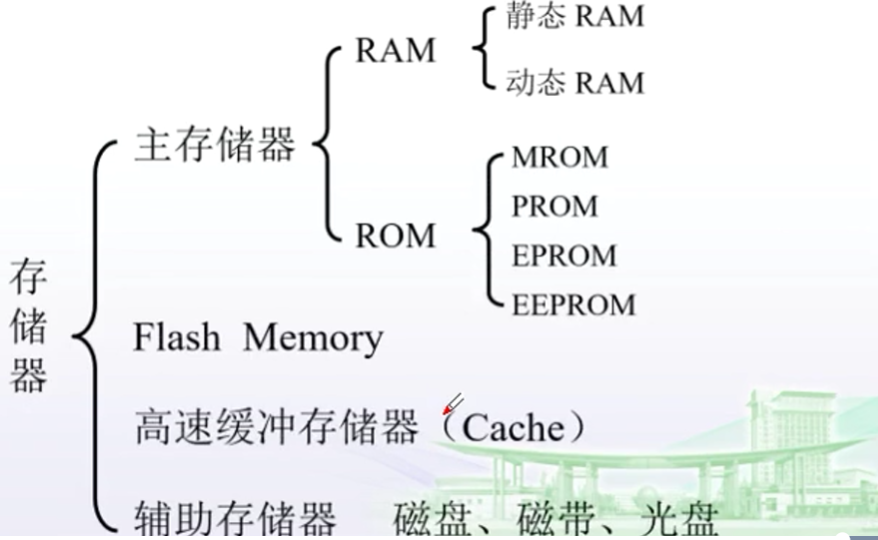 静态 RAM
RAM
动态 RAM
主存储器
MROM
PROM
ROM
EPROM
EEPROM
存储器
Flash Memory
高速缓冲存储器（Cache）
辅助存储器 磁盘、磁带、光盘